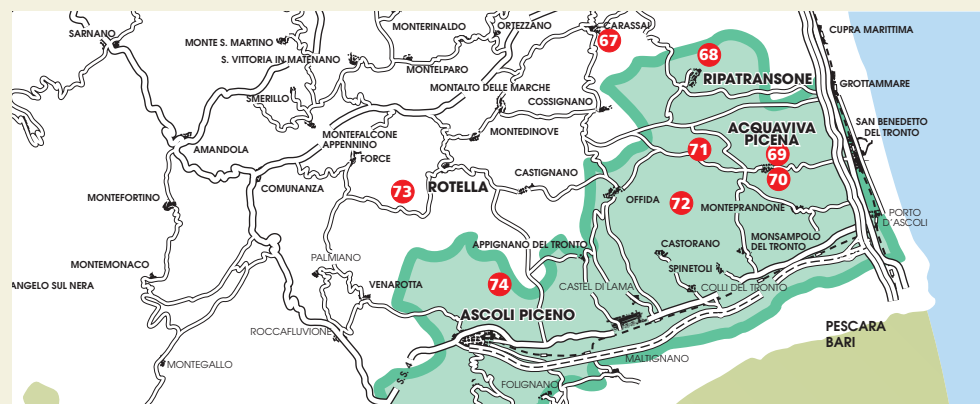 SARNANO
MONTE S. MARTINO
S. VITTORIA IN MATENANO
MONTERINALDO
ORTEZZANO
CARASSAI
67
68
CUPRA MARITTIMA
MONTELPARO
RIPATRANSONE
GROTTAMMARE
SMERILLO
MONTALTO DELLE MARCHE
COSSIGNANO
SAN BENEDETTO
DEL TRONTO
MONTEFALCONE
APPENNINO
MONTEDINOVE
ACQUAVIVA
PICENA
69
AMANDOLA
FORCE
71
70
COMUNANZA
73
ROTELLA
CASTIGNANO
MONTEFORTINO
OFFIDA
72
MONTEPRANDONE
PORTO
D'ASCOLI
APPIGNANO DEL TRONTO
CASTORANO
MONSAMPOLO
DEL TRONTO
PALMIANO
MONTEMONACO
SPINETOLI
ANGELO SUL NERA
VENAROTTA
74
CASTEL DI LAMA
COLLI DEL TRONTO
ASCOLI PICENO
ROCCAFLUVIONE
PESCARA
BARI
MONTEGALLO
S.S. 4
MALTIGNANO
FOLIGNANO